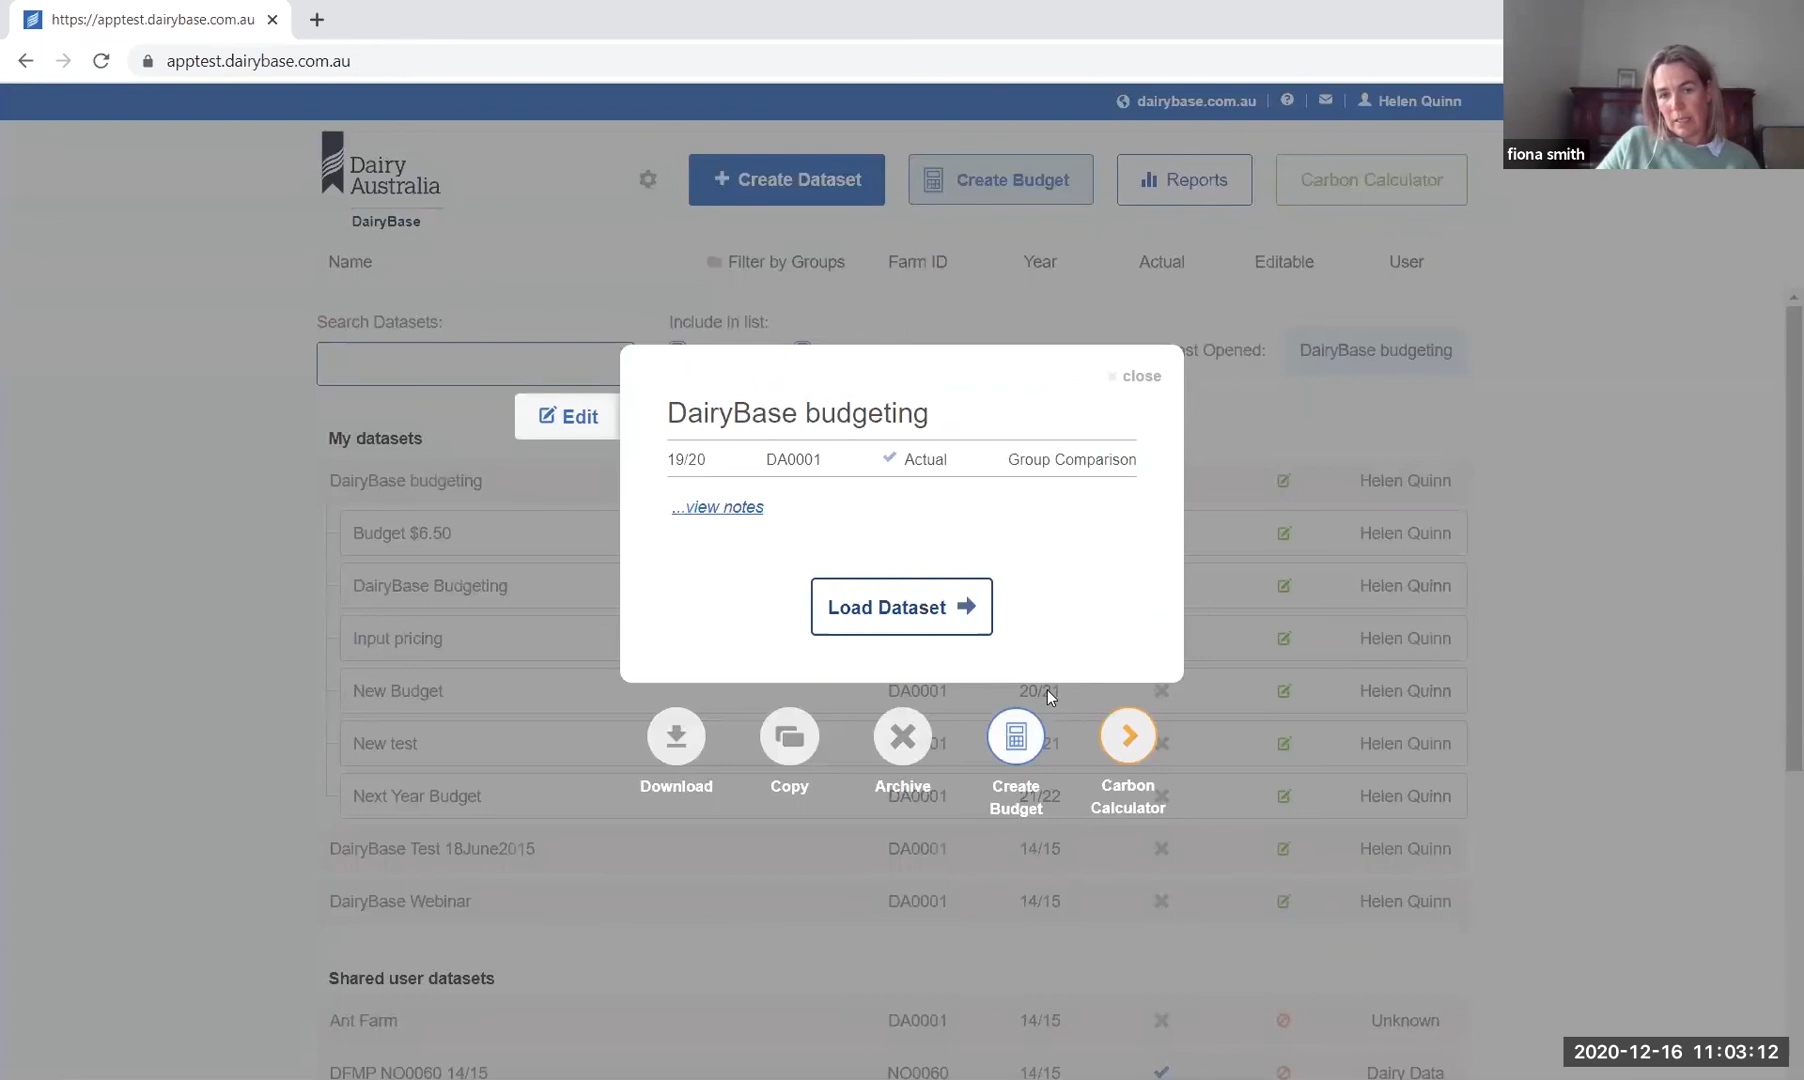 https://apptest.dairybase.com.au
apptest.dairybase.com.au
dairybase.com.au
Helen Quinn
fiona smith
Dairy
Australia
DairyBase
Create Dataset
Create Budget
Reports
Carbon Calculator
Name
Filter by Groups
Farm ID
Year
Actual
Editable
User
Search Datasets:
Include in list:
st Opened:
DairyBase budgeting
close
DairyBase budgeting
Edit
19/20
DA0001
Actual
Group Comparison
...view notes
Load Dataset
My datasets
DairyBase budgeting
Helen Quinn
Budget $6.50
Helen Quinn
DairyBase Budgeting
Helen Quinn
Input pricing
Helen Quinn
New Budget
DA0001
20/21
Helen Quinn
New test
01
21
Helen Quinn
Download
Copy
Archive
Create
Budget
Carbon
Calculator
Next Year Budget
DA0001
21/22
Helen Quinn
DairyBase Test 18June2015
DA0001
14/15
Helen Quinn
DairyBase Webinar
DA0001
14/15
Helen Quinn
Shared user datasets
Ant Farm
DA0001
14/15
Unknown
DFMP NO0060 14/15
NO0060
14/15
Dairy Data
2020-12-16 11:03:12